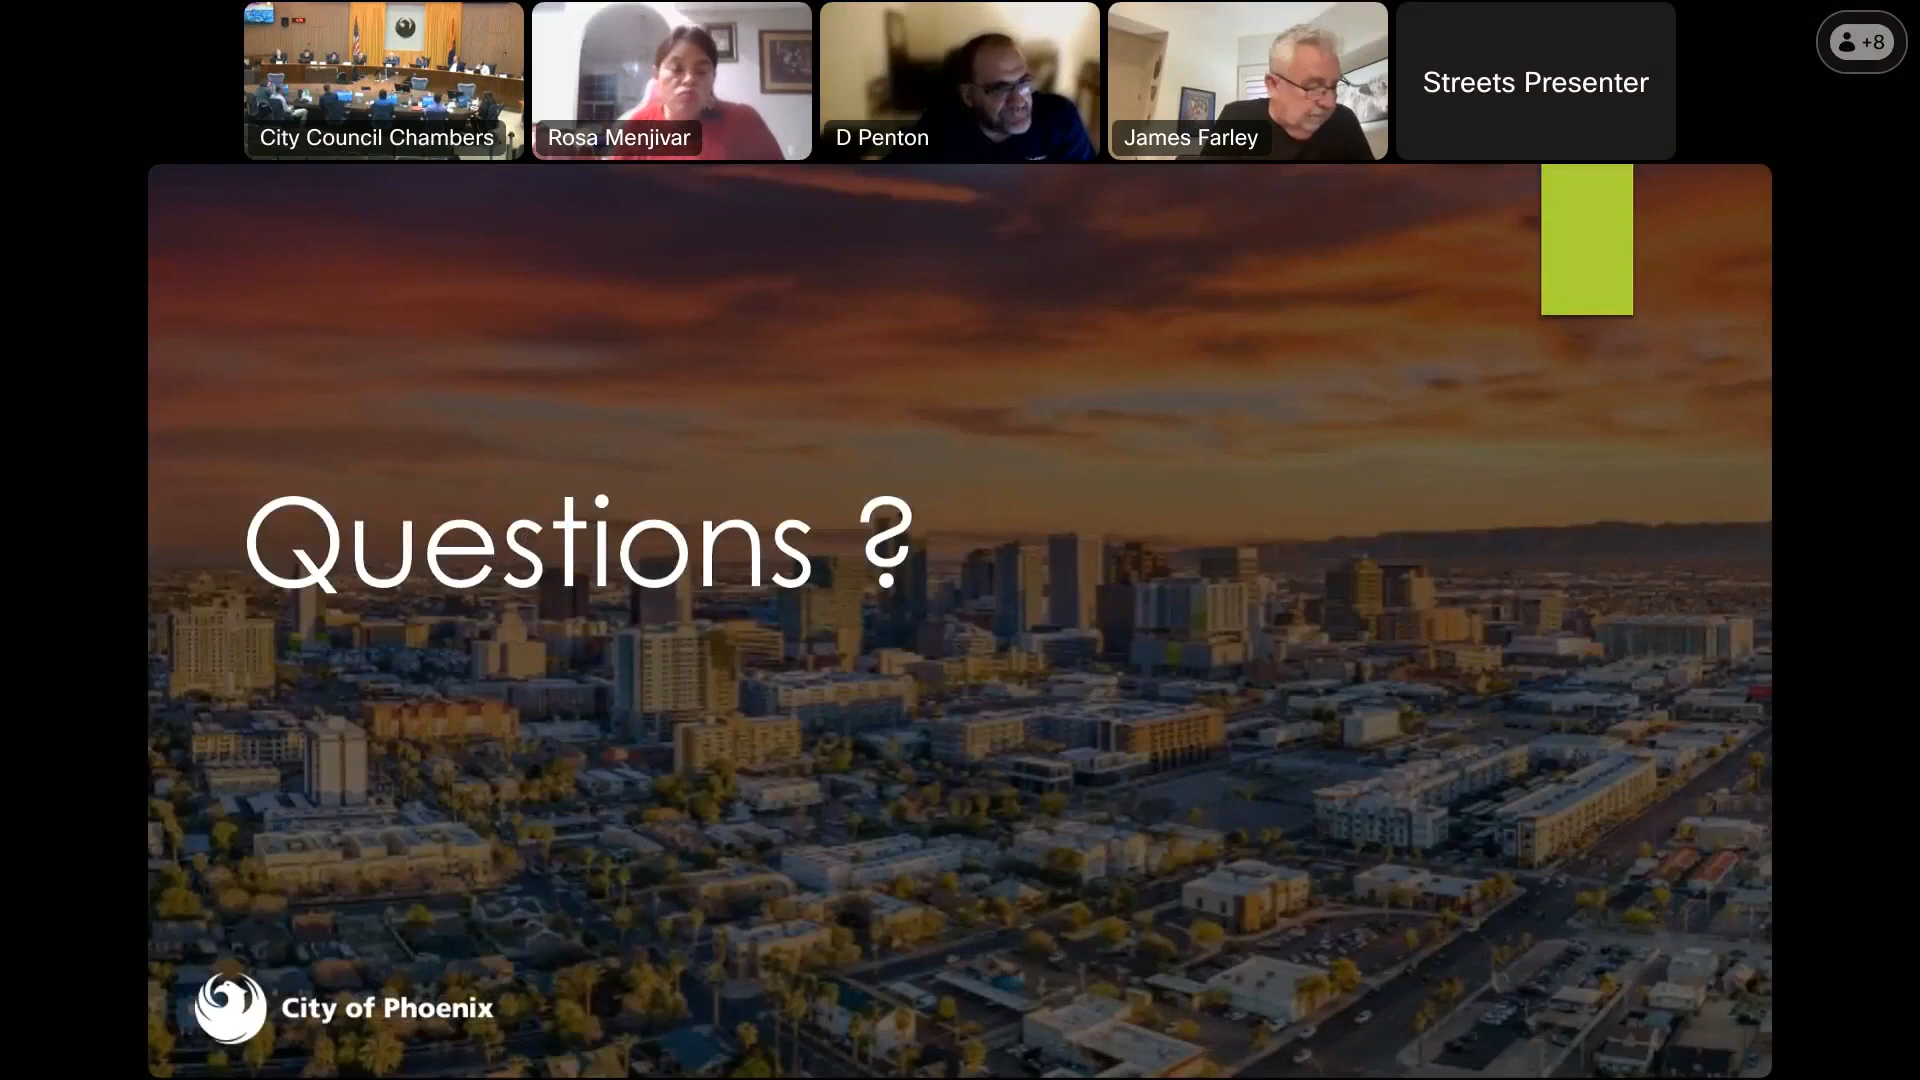 City Council Chambers
Rosa Menjivar
D Penton
James Farley
Streets Presenter
+8
Questions ?
City of Phoenix